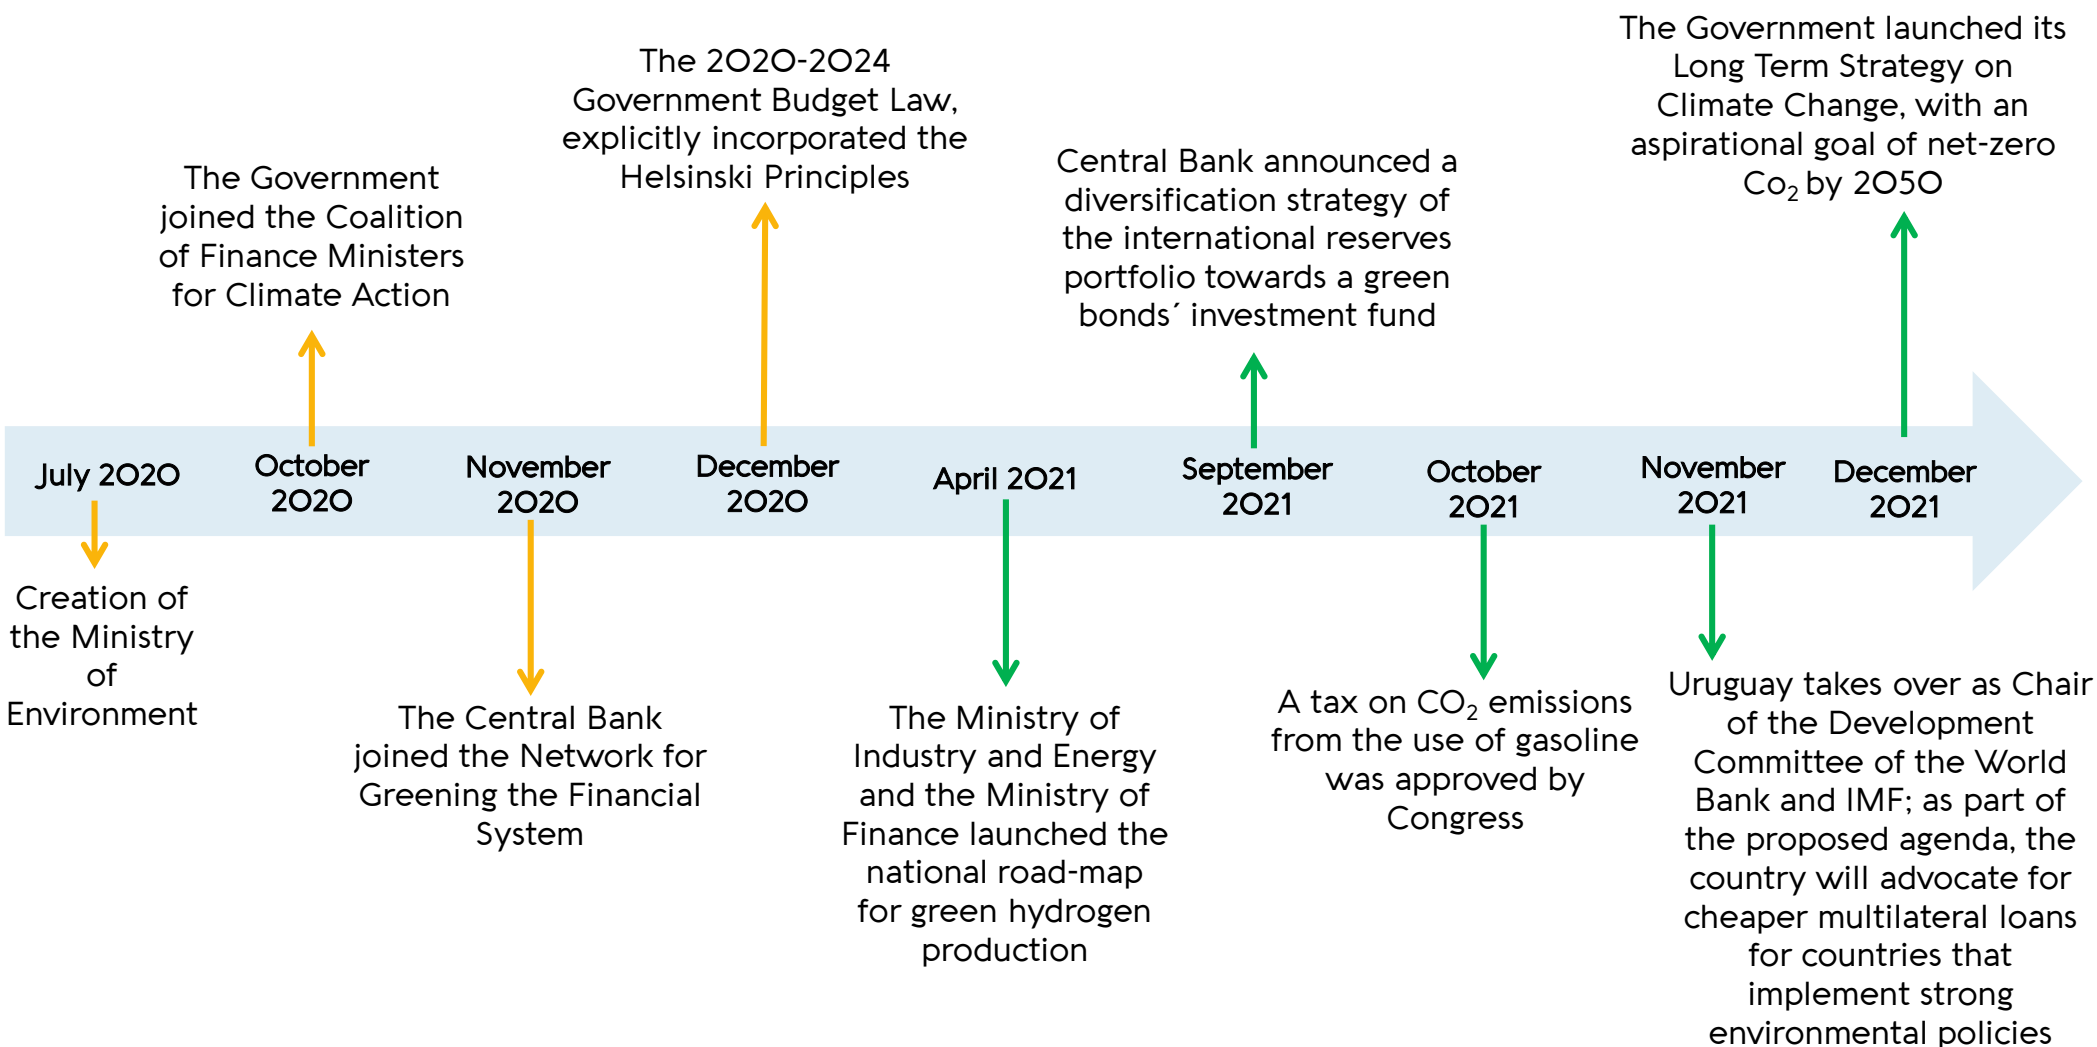 The Government launched its
Long Term Strategy on
Climate Change, with an
aspirational goal of net-zero
Co₂ by 2050
The 2020-2024
Government Budget Law,
explicitly incorporated the
Helsinski Principles
Central Bank announced a
diversification strategy of
the international reserves
portfolio towards a green
bonds´ investment fund
The Government
joined the Coalition
of Finance Ministers
for Climate Action
July 2020
October
2020
November
2020
December
2020
April 2021
September
2021
October
2021
November
2021
December
2021
Creation of
the Ministry
of
Environment
The Central Bank
joined the Network for
Greening the Financial
System
The Ministry of
Industry and Energy
and the Ministry of
Finance launched the
national road-map
for green hydrogen
production
A tax on CO₂ emissions
from the use of gasoline
was approved by
Congress
Uruguay takes over as Chair
of the Development
Committee of the World
Bank and IMF; as part of
the proposed agenda, the
country will advocate for
cheaper multilateral loans
for countries that
implement strong
environmental policies